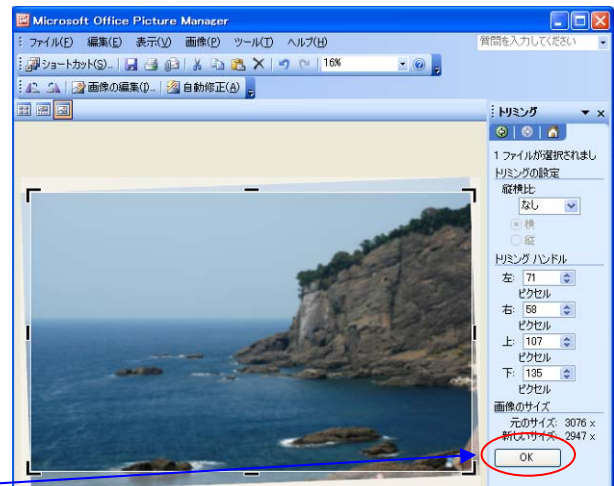 Microsoft Office Picture Manager
ファイル(F) 編集(E) 表示(V) 画像(P) ツール(T) ヘルプ(H) 質問を入力してください
ショートカット(S)... 16%
画像の編集(I)... 自動修正(A)
トリミング
1 ファイルが選択されまし
トリミングの設定
縦横比:
なし
横
縦
トリミング ハンドル
左: 71
ピクセル
右: 58
ピクセル
上: 107
ピクセル
下: 135
ピクセル
画像のサイズ
元のサイズ: 3076 x
新しいサイズ: 2947 x
OK